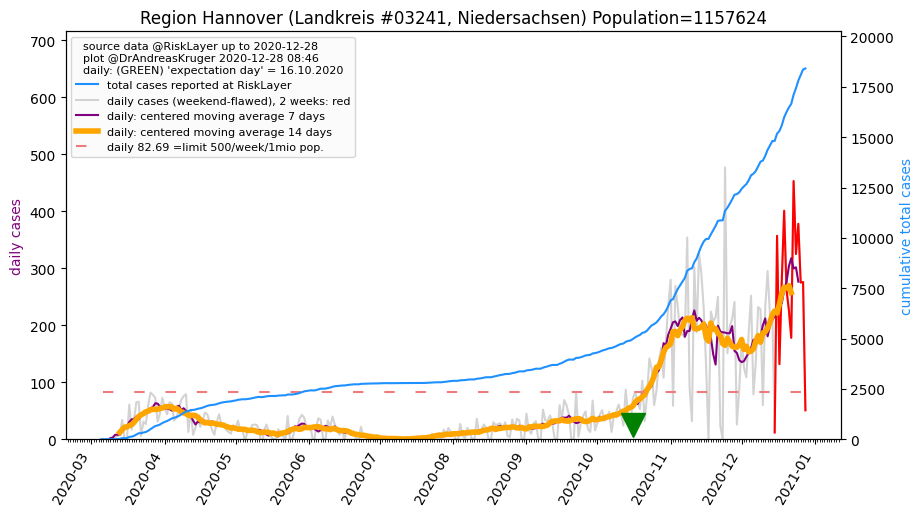 Region Hannover (Landkreis #03241, Niedersachsen) Population=1157624
source data @RiskLayer up to 2020-12-28
plot @DrAndreasKruger 2020-12-28 08:46
daily: (GREEN) 'expectation day' = 16.10.2020
total cases reported at RiskLayer
daily cases (weekend-flawed), 2 weeks: red
daily: centered moving average 7 days
daily: centered moving average 14 days
daily 82.69 =limit 500/week/1mio pop.
daily cases
700
600
500
400
300
200
100
0
cumulative total cases
20000
17500
15000
12500
10000
7500
5000
2500
0
2020-03
2020-04
2020-05
2020-06
2020-07
2020-08
2020-09
2020-10
2020-11
2020-12
2021-01